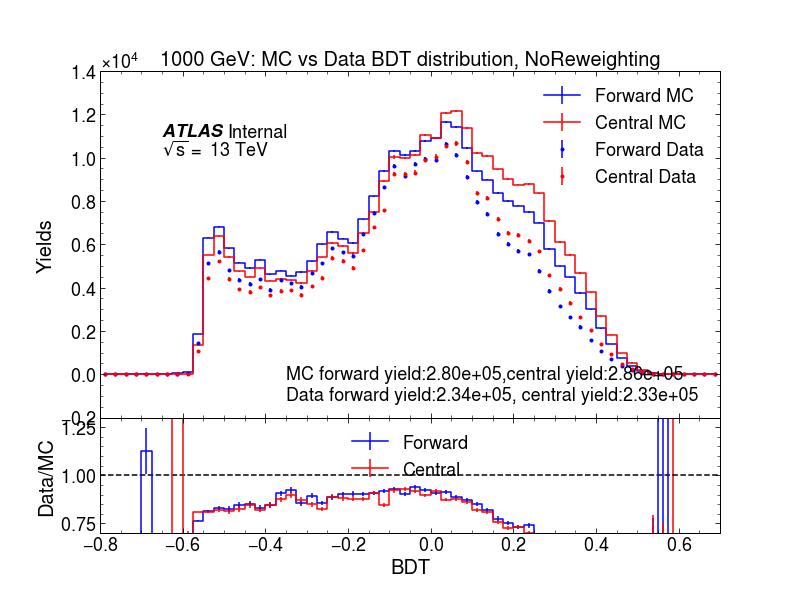 ×10⁴
1000 GeV: MC vs Data BDT distribution, NoReweighting
1.4
1.2
1.0
0.8
0.6
0.4
0.2
0.0
Yields
ATLAS Internal
√s = 13 TeV
Forward MC
Central MC
Forward Data
Central Data
MC forward yield:2.80e+05,central yield:2.86e+05
Data forward yield:2.34e+05, central yield:2.33e+05
1.25
1.00
0.75
Data/MC
Forward
Central
−0.8 −0.6 −0.4 −0.2 0.0 0.2 0.4 0.6
BDT